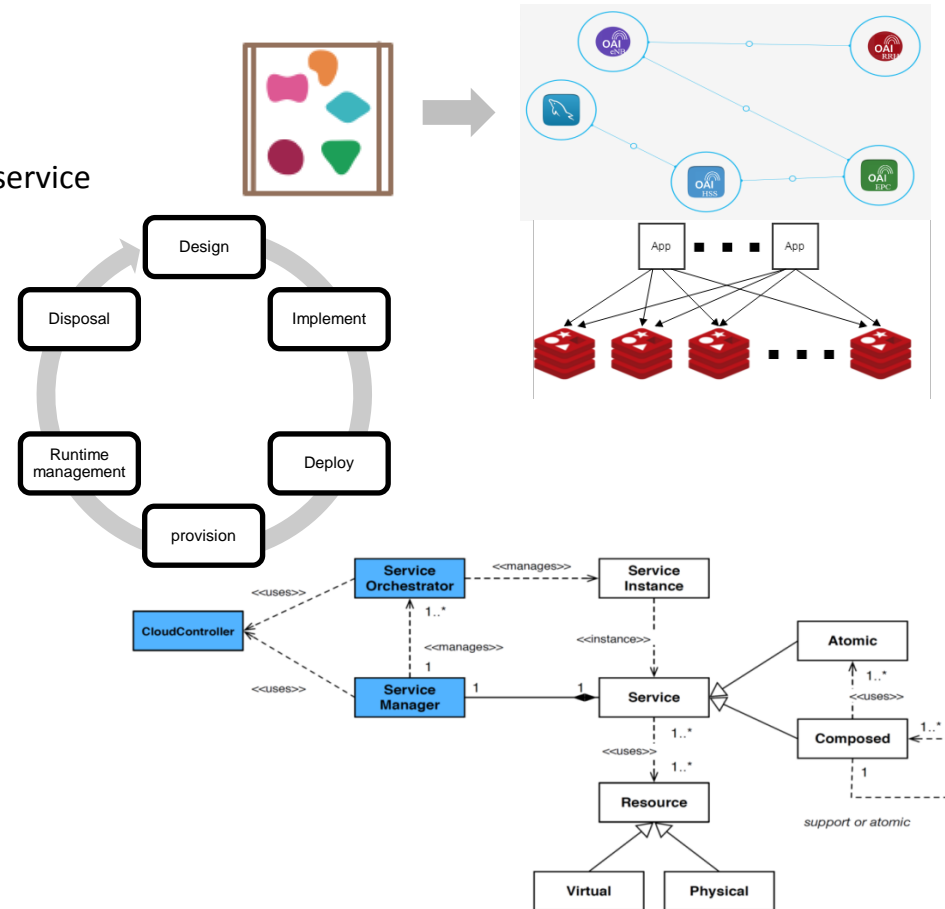 OAI
eNB
OAI
RRH
service
OAI
HSS
OAI
EPC
Design
Disposal
Implement
Runtime
management
Deploy
provision
App
App
Service
Orchestrator
<<manages>>
Service
Instance
<<uses>>
1..*
CloudController
<<manages>>
<<instance>>
Atomic
1
1..*
<<uses>>
<<uses>>
Service
Manager
1
1
Service
1..*
Composed
1..*
1..*
<<uses>>
1..*
1
Resource
support or atomic
Virtual
Physical